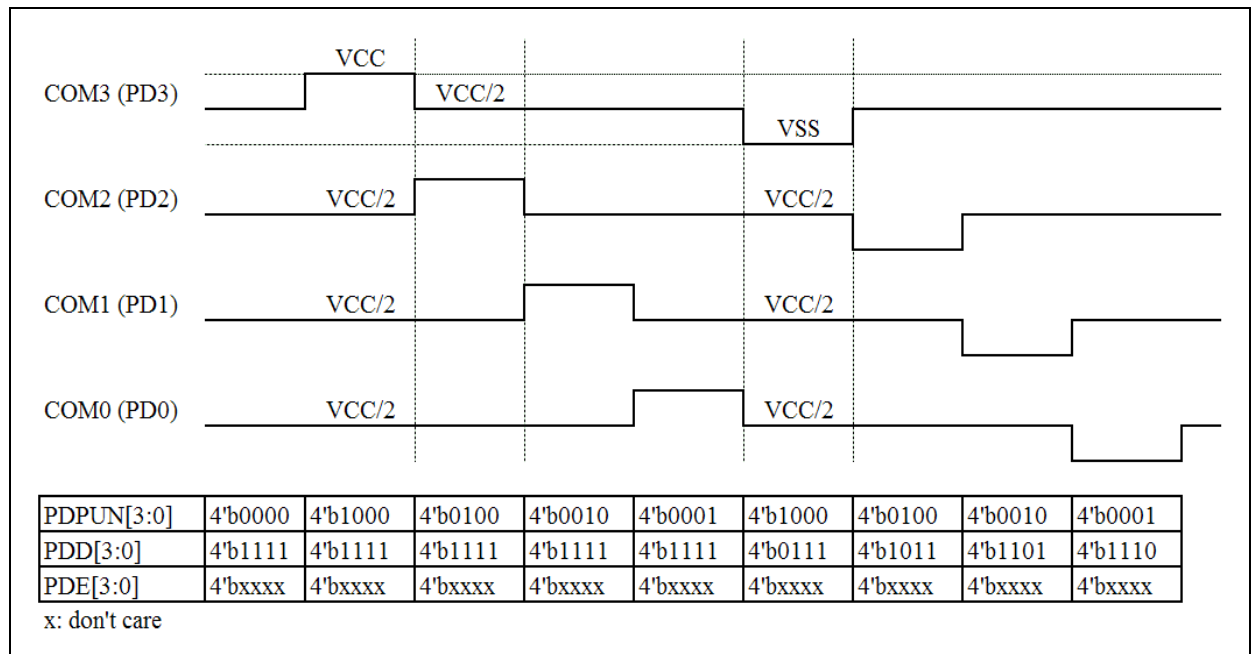 VCC
COM3 (PD3) VCC/2
VSS
COM2 (PD2) VCC/2 VCC/2
COM1 (PD1) VCC/2 VCC/2
COM0 (PD0) VCC/2 VCC/2
PDPUN[3:0] 4'b0000 4'b1000 4'b0100 4'b0010 4'b0001 4'b1000 4'b0100 4'b0010 4'b0001
PDD[3:0] 4'b1111 4'b1111 4'b1111 4'b1111 4'b1111 4'b0111 4'b1011 4'b1101 4'b1110
PDE[3:0] 4'bxxxx 4'bxxxx 4'bxxxx 4'bxxxx 4'bxxxx 4'bxxxx 4'bxxxx 4'bxxxx 4'bxxxx
x: don't care